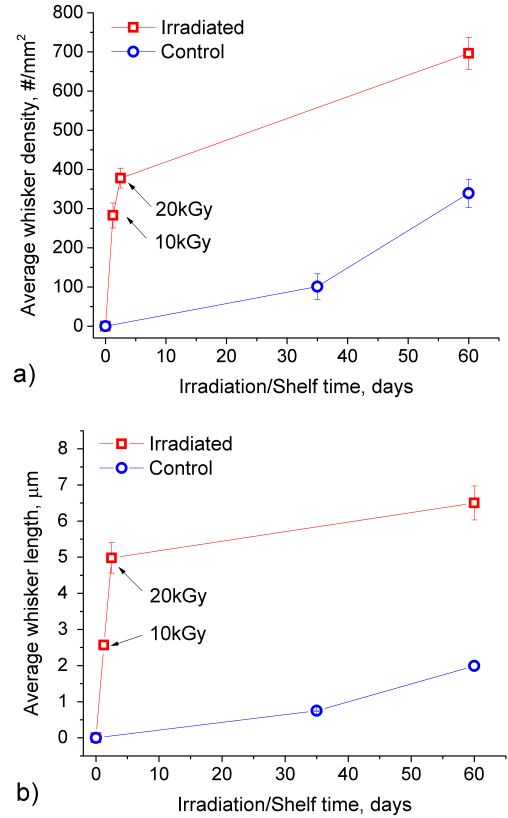 Irradiated
Control
800
700
600
500
400
300
200
100
0
Average whisker density, #/mm²
20kGy
10kGy
0 10 20 30 40 50 60
Irradiation/Shelf time, days
a)
Irradiated
Control
8
7
6
5
4
3
2
1
0
Average whisker length, μm
20kGy
10kGy
0 10 20 30 40 50 60
Irradiation/Shelf time, days
b)